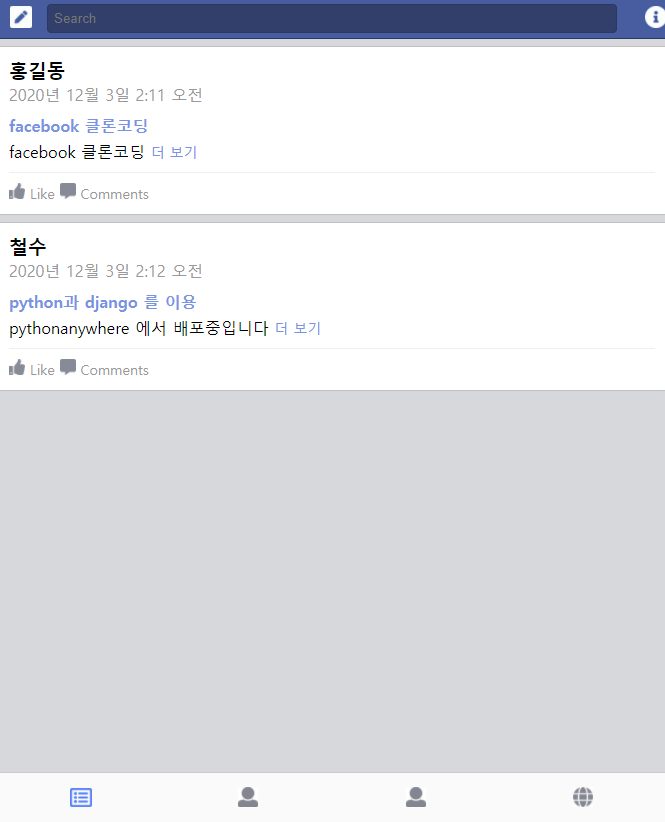 Search
홍길동
2020년 12월 3일 2:11 오전
facebook 클론코딩
facebook 클론코딩 더 보기
Like Comments
철수
2020년 12월 3일 2:12 오전
python과 django 를 이용
pythonanywhere 에서 배포중입니다 더 보기
Like Comments